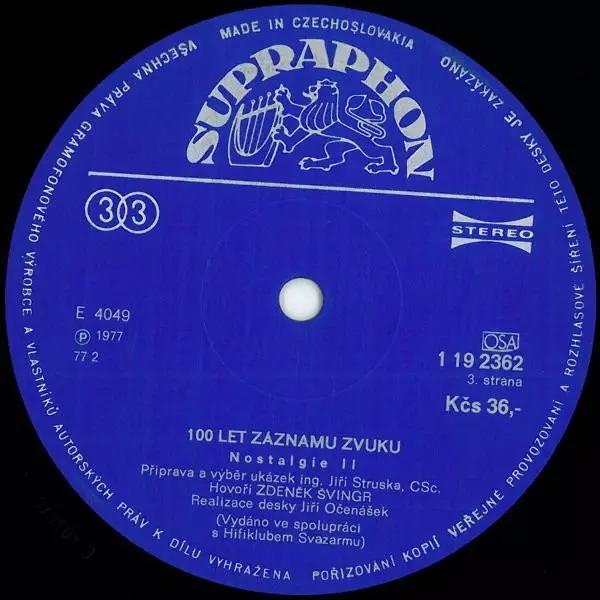 MADE IN CZECHOSLOVAKIA
VŠECHNA PRÁVA GRAMOFONOVÉHO VÝROBCE A VLASTNÍKŮ AUTORSKÝCH PRÁV K DÍLU VYHRAŽENA
POŘIZOVÁNÍ KOPIÍ VEŘEJNÉ PROVOZOVÁNÍ A ROZHLASOVÉ ŠÍŘENÍ TÉTO DESKY JE ZAKÁZÁNO
SUPRAPHON
33
STEREO
E 4049
Ⓟ 1977
77 2
OSA
1 19 2362
3. strana
Kčs 36,-
100 LET ZÁZNAMU ZVUKU
Nostalgie II
Příprava a výběr ukázek ing. Jiří Struska, CSc.
Hovoří ZDENĚK ŠVINGR
Realizace desky Jiří Očenášek
(Vydáno ve spolupráci
s Hifiklubem Svazarmu)